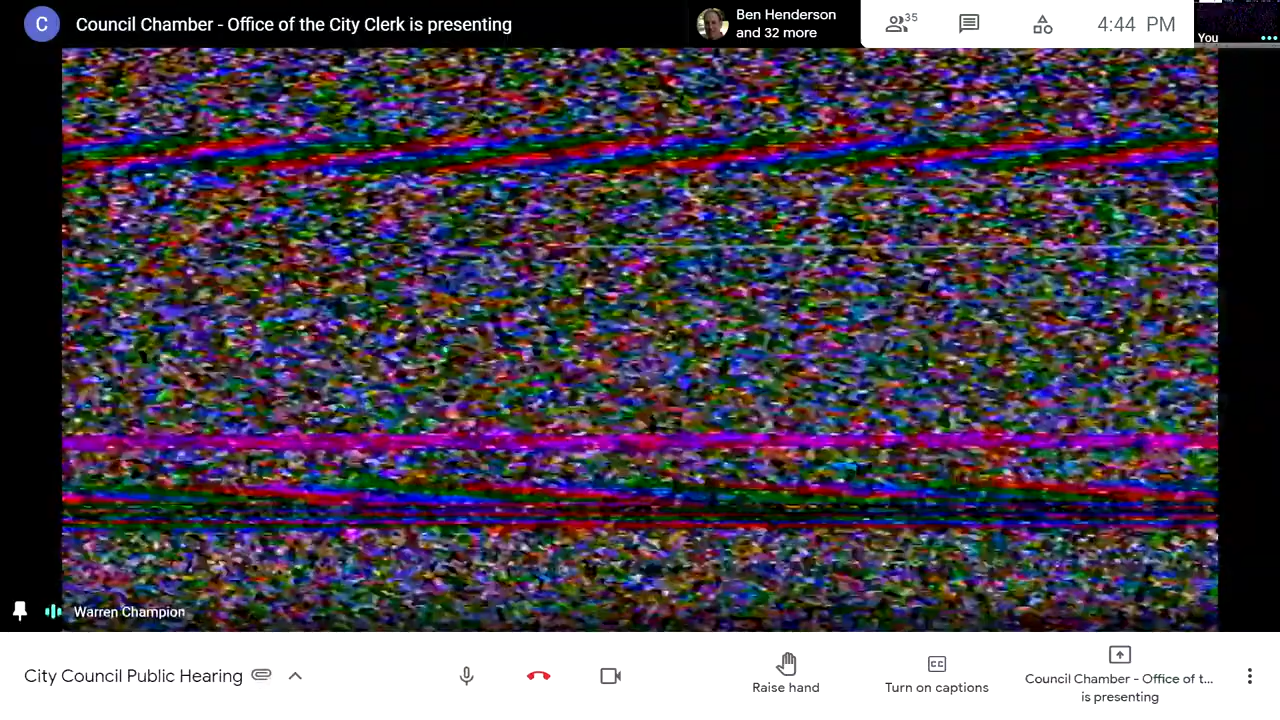 C
Council Chamber - Office of the City Clerk is presenting
Ben Henderson
and 32 more
35
4:44 PM
You
Warren Champion
City Council Public Hearing
Raise hand
CC
Turn on captions
Council Chamber - Office of t...
is presenting